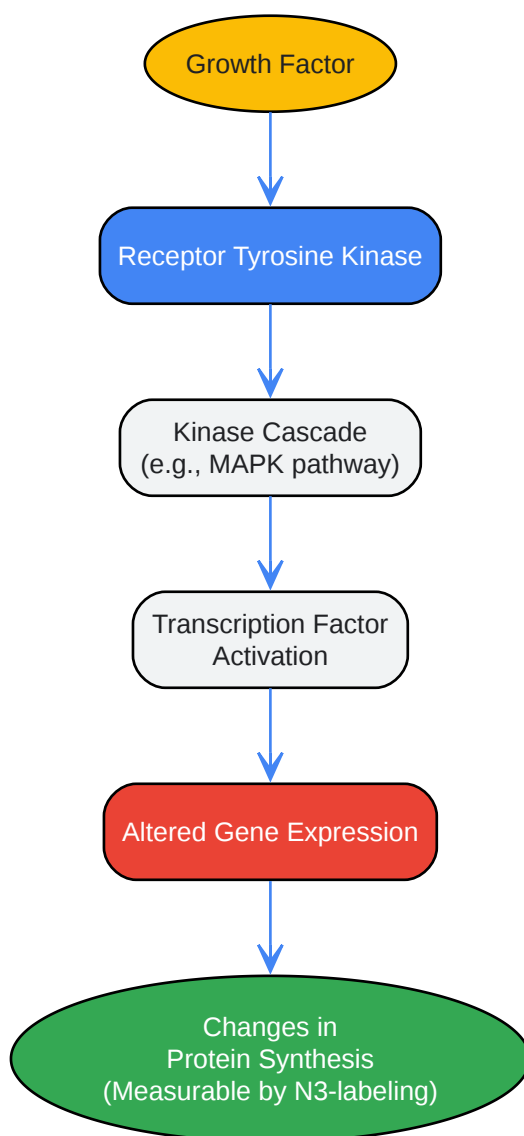 Growth Factor
Receptor Tyrosine Kinase
Kinase Cascade
(e.g., MAPK pathway)
Transcription Factor
Activation
Altered Gene Expression
Changes in
Protein Synthesis
(Measurable by N3-labeling)